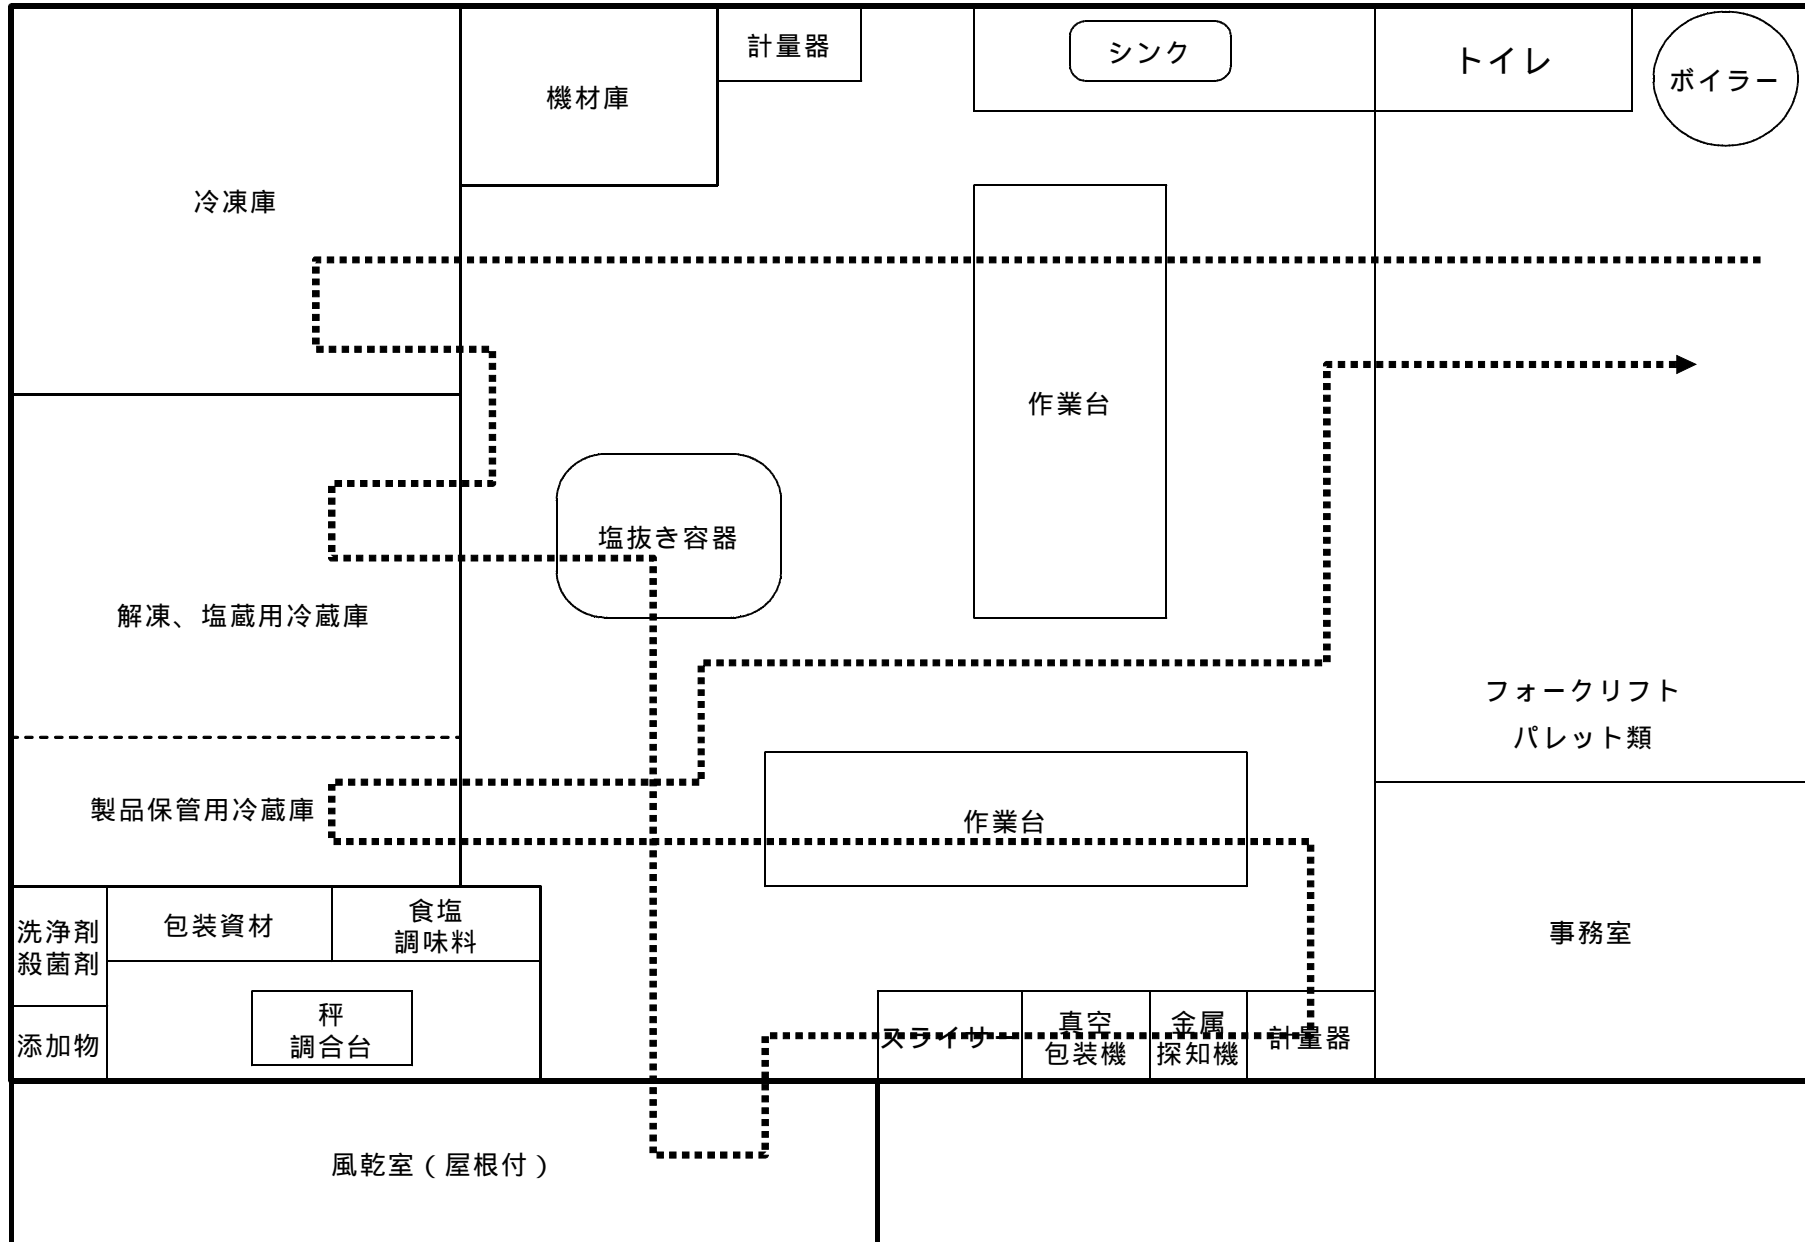 計量器
シンク
トイレ
ボイラー
機材庫
冷凍庫
作業台
塩抜き容器
解凍、塩蔵用冷蔵庫
フォークリフト
パレット類
製品保管用冷蔵庫
作業台
洗浄剤
殺菌剤
包装資材
食塩
調味料
事務室
添加物
秤
調合台
スライサー
真空
包装機
金属
探知機
計量器
風乾室（屋根付）